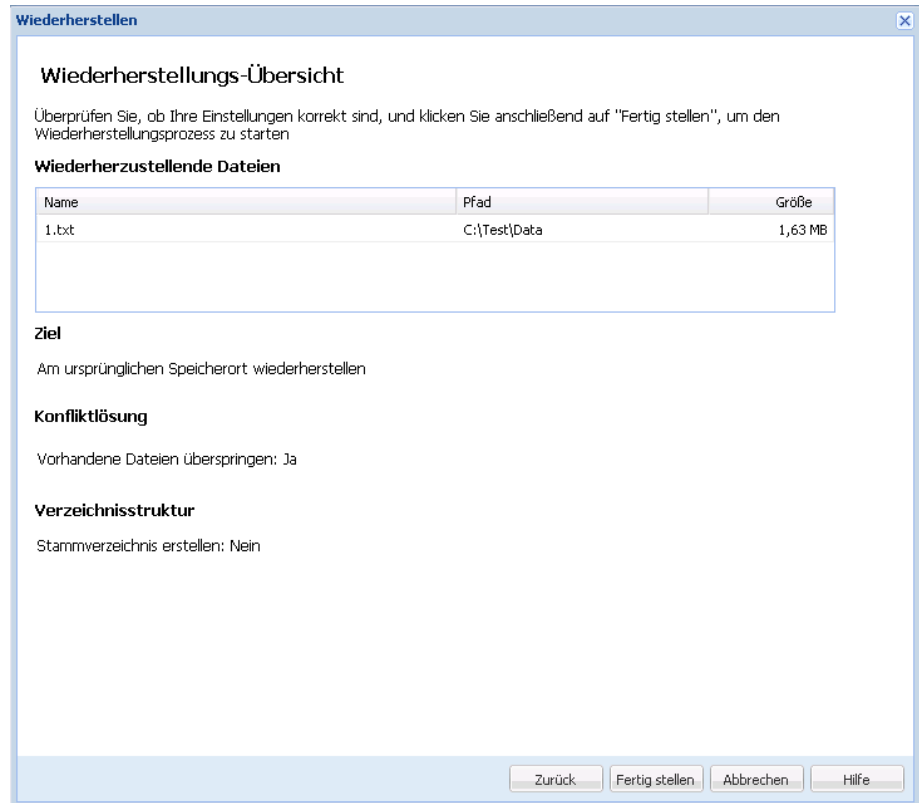 Wiederherstellen
Wiederherstellungs-Übersicht
Überprüfen Sie, ob Ihre Einstellungen korrekt sind, und klicken Sie anschließend auf "Fertig stellen", um den
Wiederherstellungsprozess zu starten
Wiederherzustellende Dateien
Name Pfad Größe
1.txt C:\Test\Data 1,63 MB
Ziel
Am ursprünglichen Speicherort wiederherstellen
Konfliktlösung
Vorhandene Dateien überspringen: Ja
Verzeichnisstruktur
Stammverzeichnis erstellen: Nein
Zurück Fertig stellen Abbrechen Hilfe